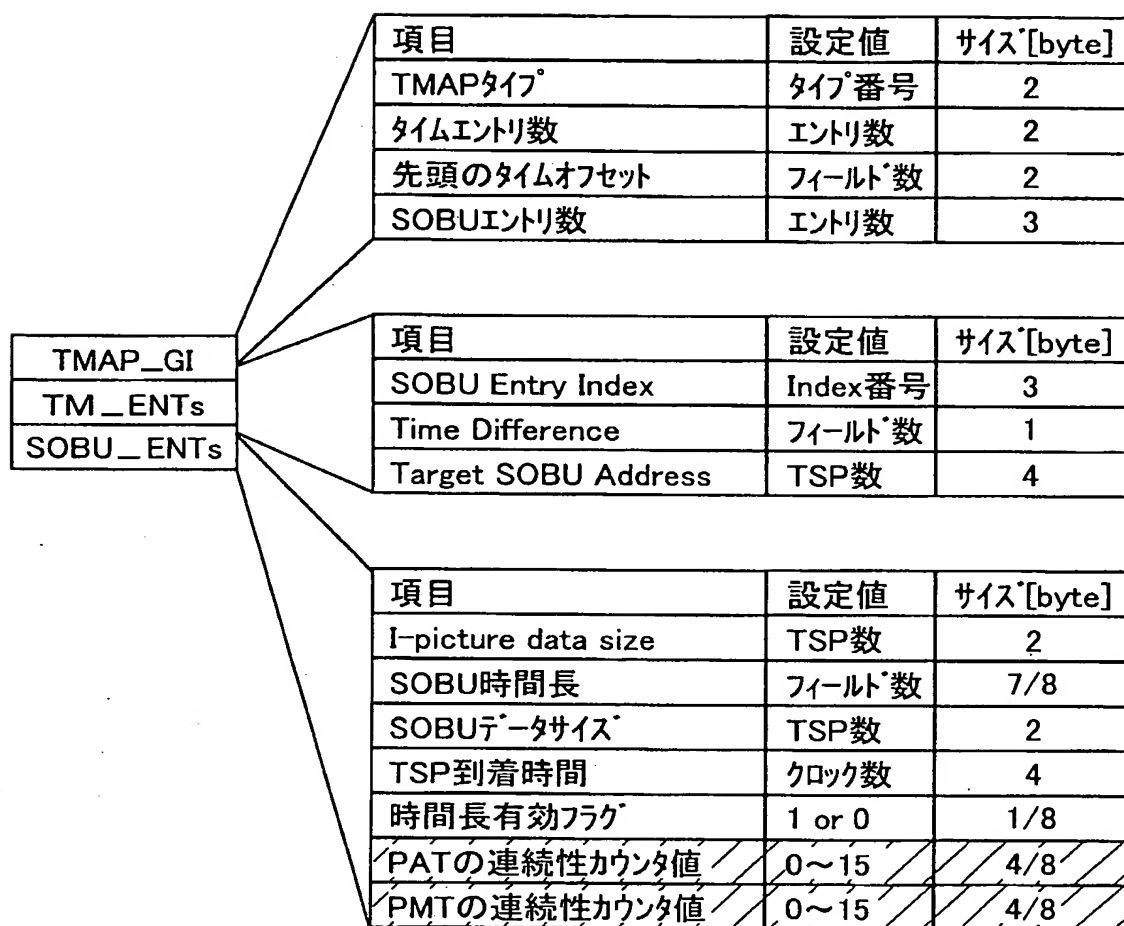 項目 設定値 ｻｲｽﾞ[byte]
TMAPﾀｲﾌﾟ ﾀｲﾌﾟ番号 2
ﾀｲﾑｴﾝﾄﾘ数 ｴﾝﾄﾘ数 2
先頭のﾀｲﾑｵﾌｾｯﾄ ﾌｨｰﾙﾄﾞ数 2
SOBUｴﾝﾄﾘ数 ｴﾝﾄﾘ数 3
TMAP_GI
TM_ENTs
SOBU_ENTs
項目 設定値 ｻｲｽﾞ[byte]
SOBU Entry Index Index番号 3
Time Difference ﾌｨｰﾙﾄﾞ数 1
Target SOBU Address TSP数 4
項目 設定値 ｻｲｽﾞ[byte]
I-picture data size TSP数 2
SOBU時間長 ﾌｨｰﾙﾄﾞ数 7/8
SOBUﾃﾞｰﾀｻｲｽﾞ TSP数 2
TSP到着時間 ｸﾛｯｸ数 4
時間長有効ﾌﾗｸﾞ 1 or 0 1/8
PATの連続性ｶｳﾝﾀ値 0～15 4/8
PMTの連続性ｶｳﾝﾀ値 0～15 4/8